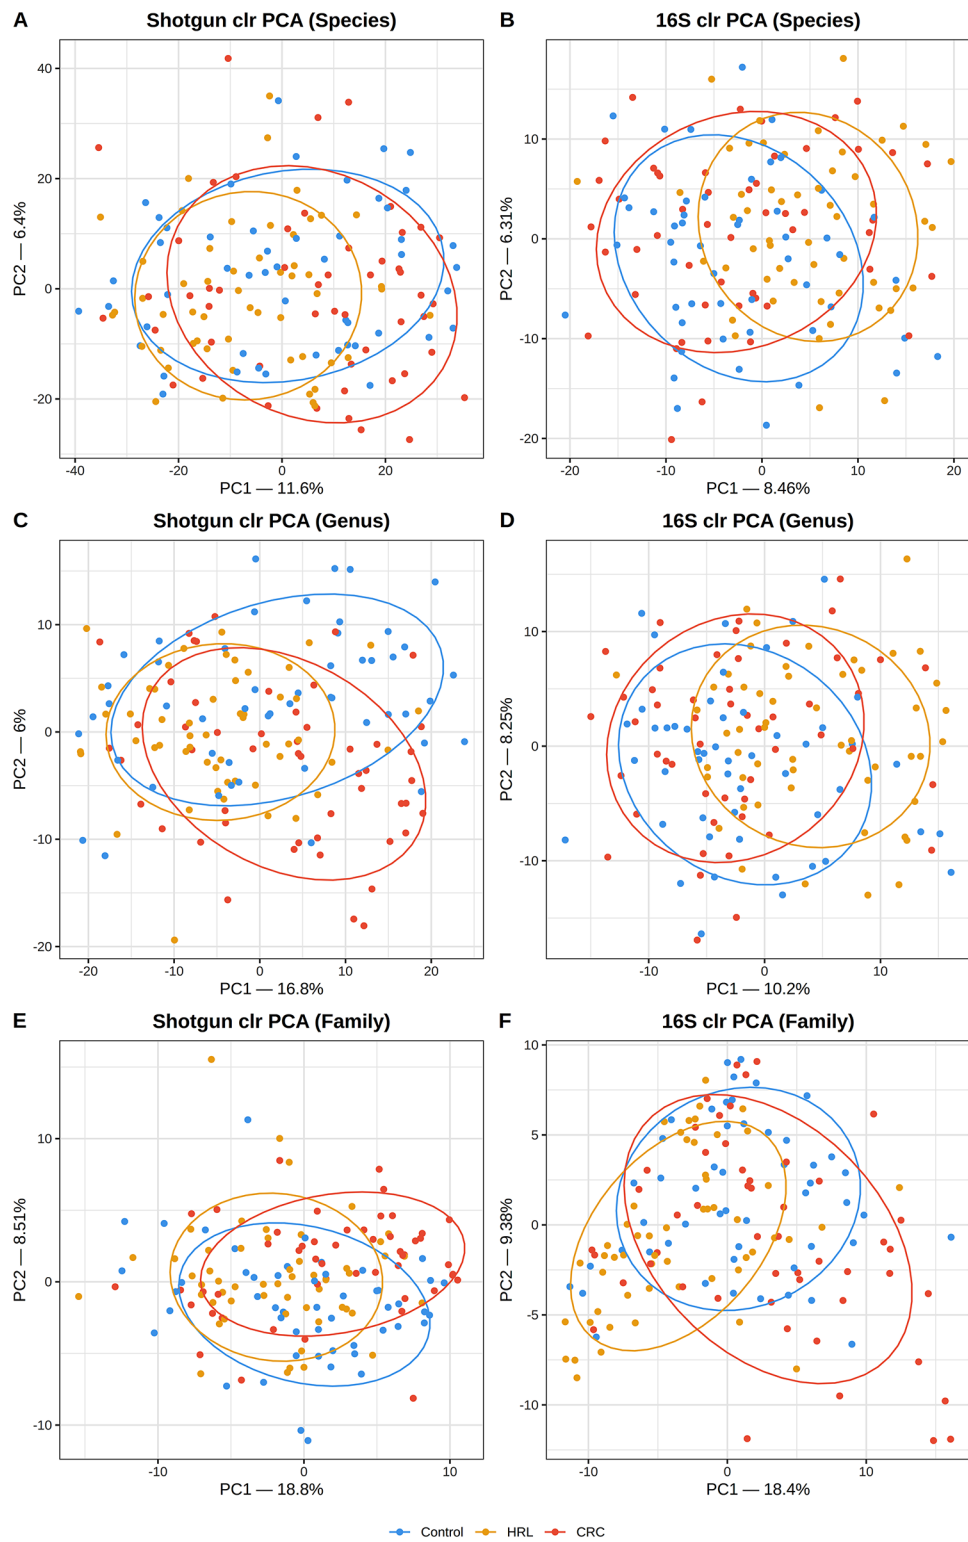 A Shotgun clr PCA (Species)
PC2 — 6.4%
40
20
0
-20
-40 -20 0 20
PC1 — 11.6%
B 16S clr PCA (Species)
PC2 — 6.31%
10
0
-10
-20
-20 -10 0 10 20
PC1 — 8.46%
C Shotgun clr PCA (Genus)
PC2 — 6%
10
0
-10
-20
-20 -10 0 10 20
PC1 — 16.8%
D 16S clr PCA (Genus)
PC2 — 8.25%
10
0
-10
-10 0 10
PC1 — 10.2%
E Shotgun clr PCA (Family)
PC2 — 8.51%
10
0
-10
-10 0 10
PC1 — 18.8%
F 16S clr PCA (Family)
PC2 — 9.38%
10
5
0
-5
-10
-10 0 10
PC1 — 18.4%
Control HRL CRC